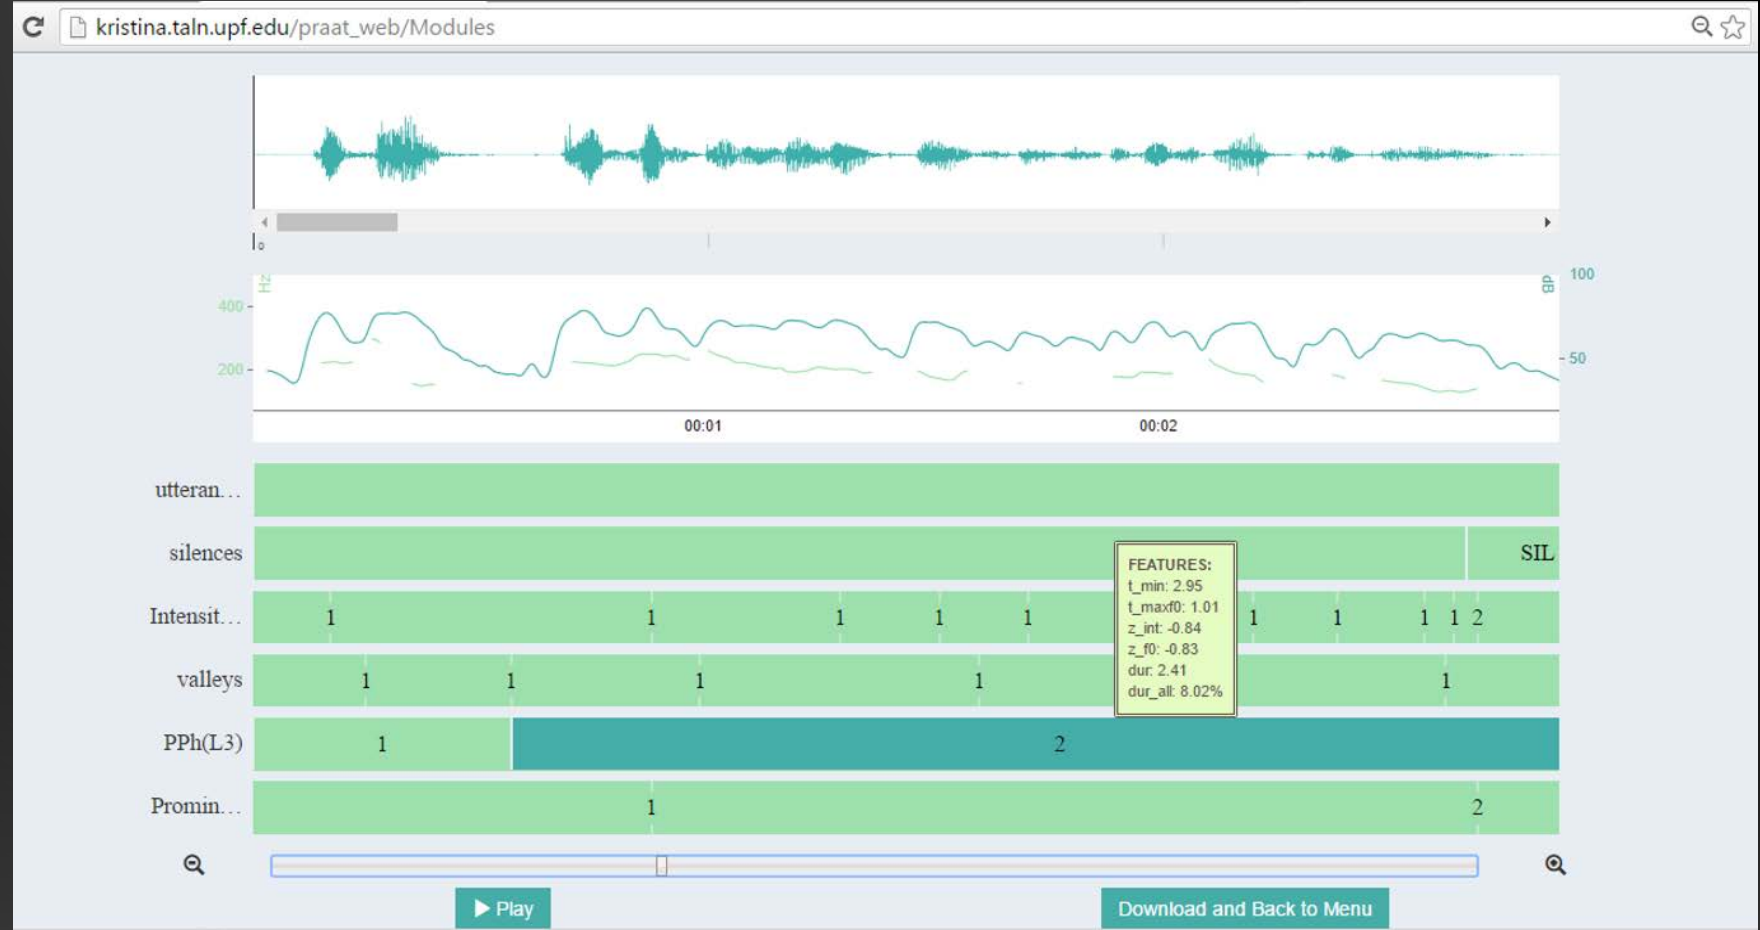 kristina.taln.upf.edu/praat_web/Modules
0
Hz
dB
100
400
200
50
00:01 00:02
utteran...
silences SIL
FEATURES:
t_min: 2.95
t_maxf0: 1.01
z_int: -0.84
z_f0: -0.83
dur: 2.41
dur_all: 8.02%
Intensit... 1 1 1 1 1 1 1 1 1 2
valleys 1 1 1 1 1
PPh(L3) 1 2
Promin... 1 2
Play Download and Back to Menu